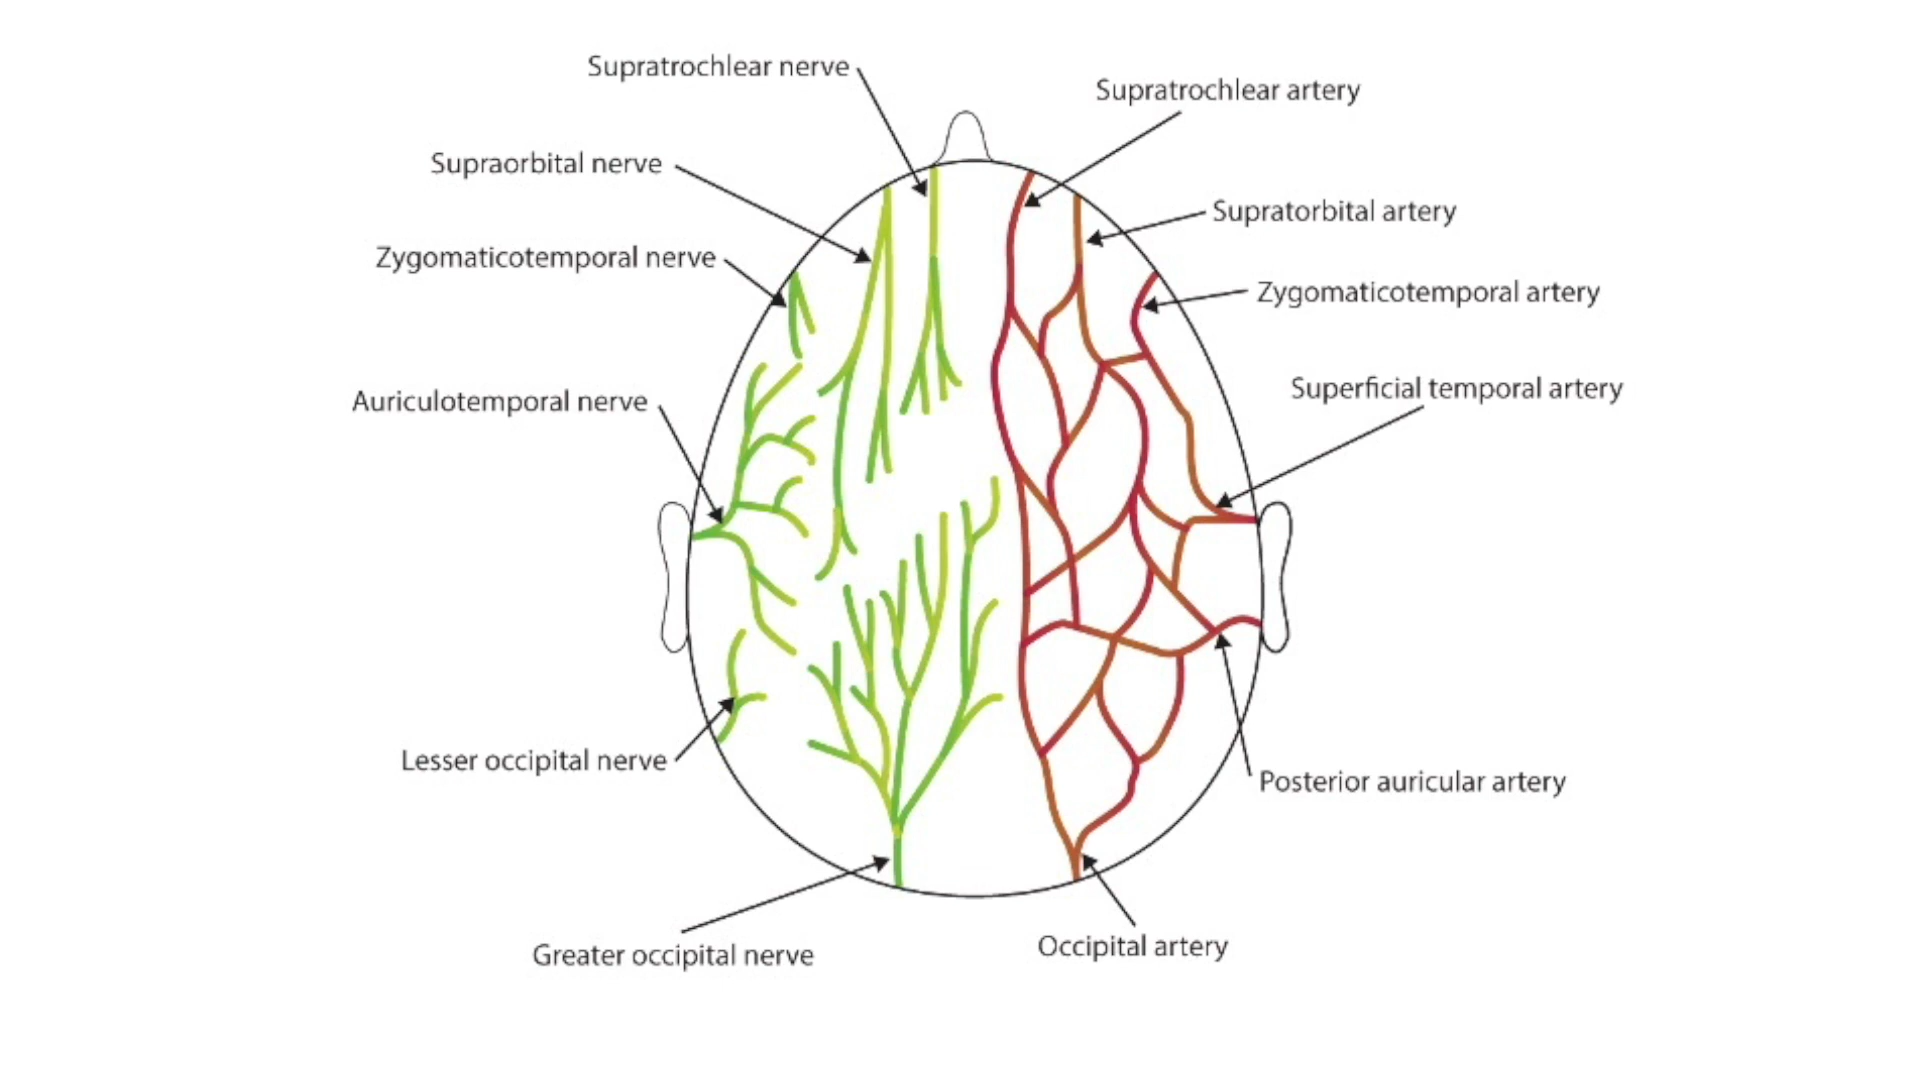 Supratrochlear nerve
Supratrochlear artery
Supraorbital nerve
Supratorbital artery
Zygomaticotemporal nerve
Zygomaticotemporal artery
Auriculotemporal nerve
Superficial temporal artery
Lesser occipital nerve
Posterior auricular artery
Greater occipital nerve
Occipital artery